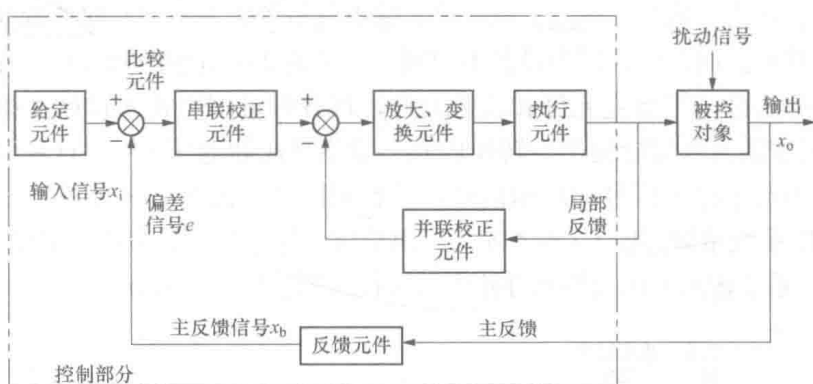 扰动信号
比较
元件
给定
元件
+
−
串联校正
元件
+
−
放大、变
换元件
执行
元件
被控
对象
输出
xo
输入信号xi
偏差
信号e
并联校正
元件
局部
反馈
主反馈信号xb
反馈元件
主反馈
控制部分